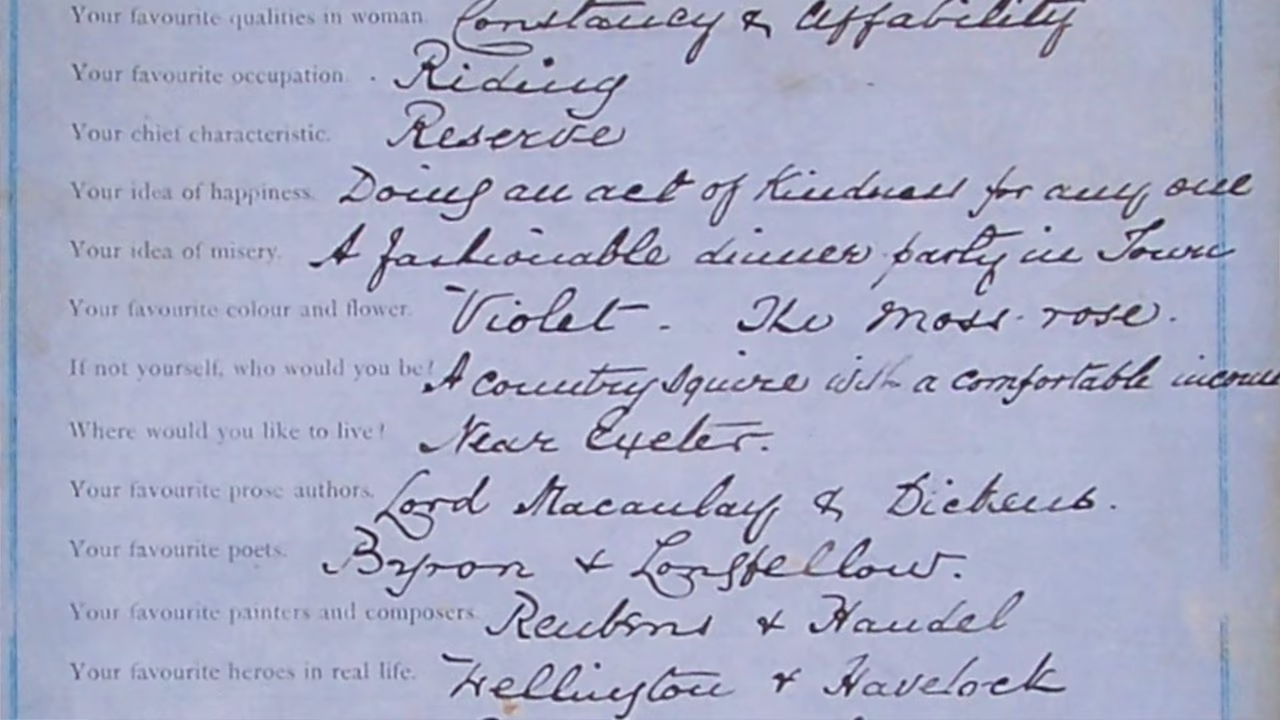 Your favourite qualities in woman. Constancy & Affability
Your favourite occupation. Riding
Your chief characteristic. Reserve
Your idea of happiness. Doing an act of Kindness for any one
Your idea of misery. A fashionable dinner party in Town
Your favourite colour and flower. Violet - The Moss-rose.
If not yourself, who would you be? A country Squire with a comfortable income
Where would you like to live? Near Exeter.
Your favourite prose authors. Lord Macaulay & Dickens.
Your favourite poets. Byron + Longfellow.
Your favourite painters and composers. Reubens + Handel
Your favourite heroes in real life. Wellington + Havelock